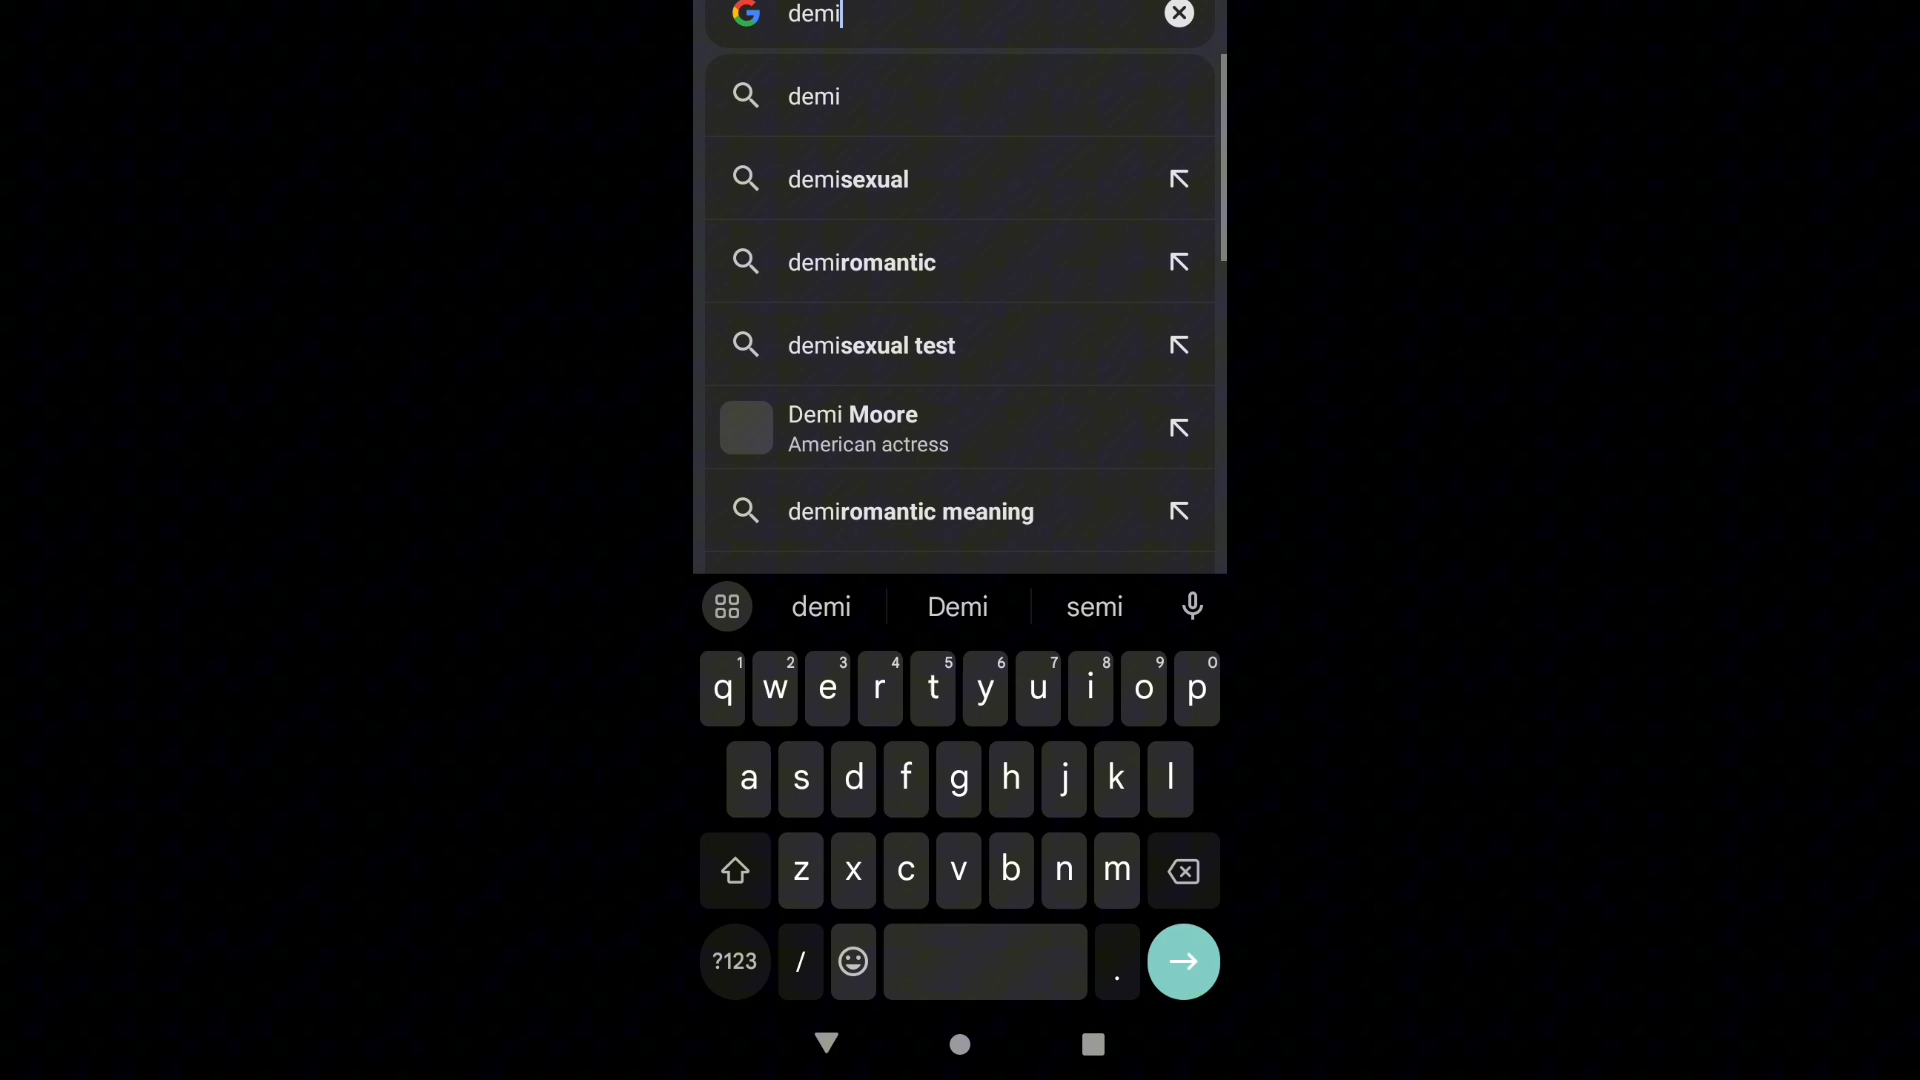 demi
demi
demisexual
demiromantic
demisexual test
Demi Moore
American actress
demiromantic meaning
demi Demi semi
1 2 3 4 5 6 7 8 9 0
q w e r t y u i o p
a s d f g h j k l
z x c v b n m
?123 / .